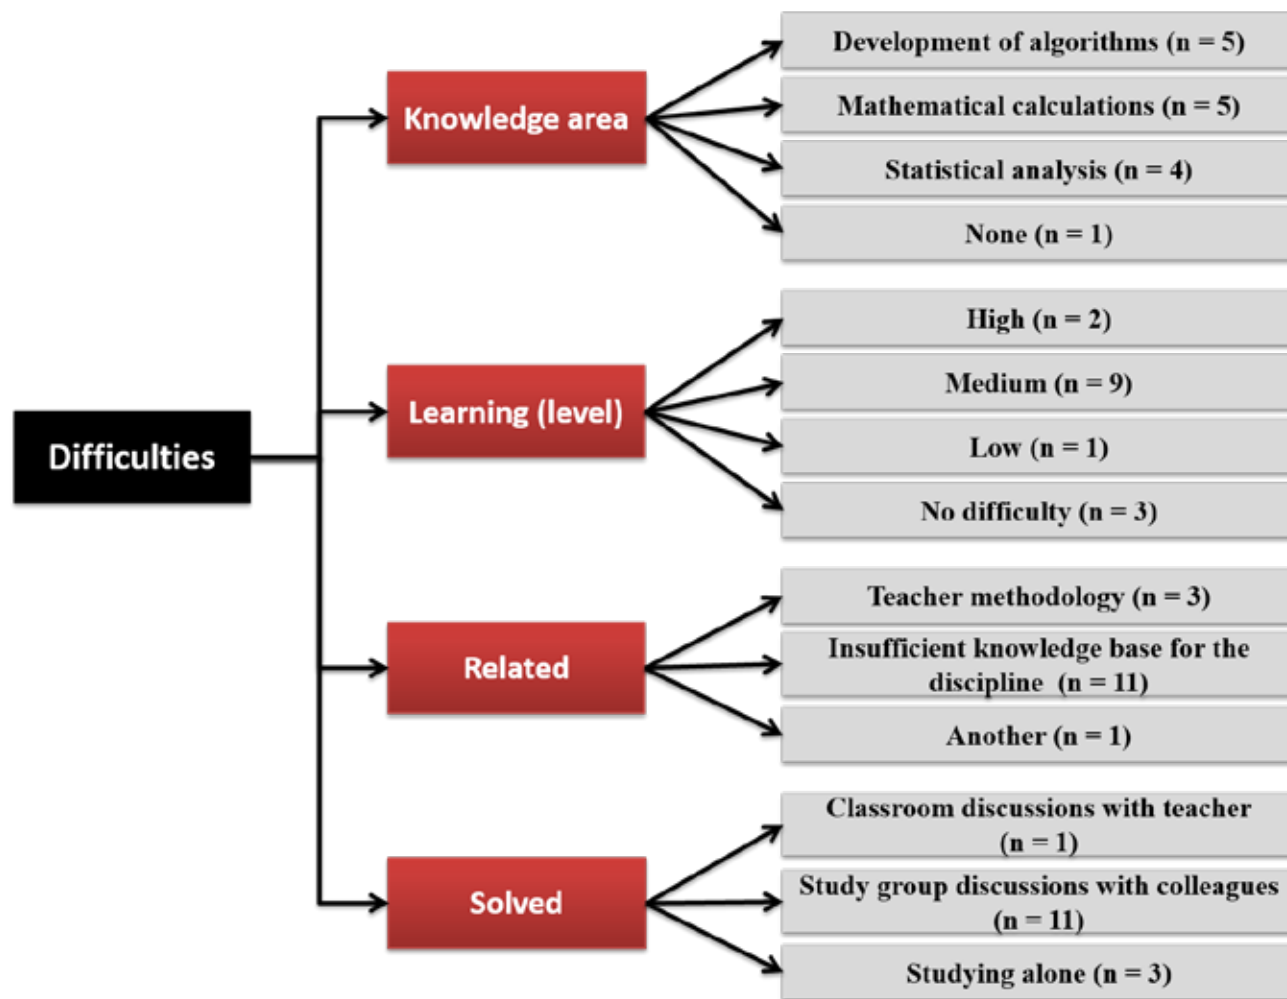 Difficulties
Knowledge area
Development of algorithms (n = 5)
Mathematical calculations (n = 5)
Statistical analysis (n = 4)
None (n = 1)
Learning (level)
High (n = 2)
Medium (n = 9)
Low (n = 1)
No difficulty (n = 3)
Related
Teacher methodology (n = 3)
Insufficient knowledge base for the
discipline (n = 11)
Another (n = 1)
Solved
Classroom discussions with teacher
(n = 1)
Study group discussions with colleagues
(n = 11)
Studying alone (n = 3)